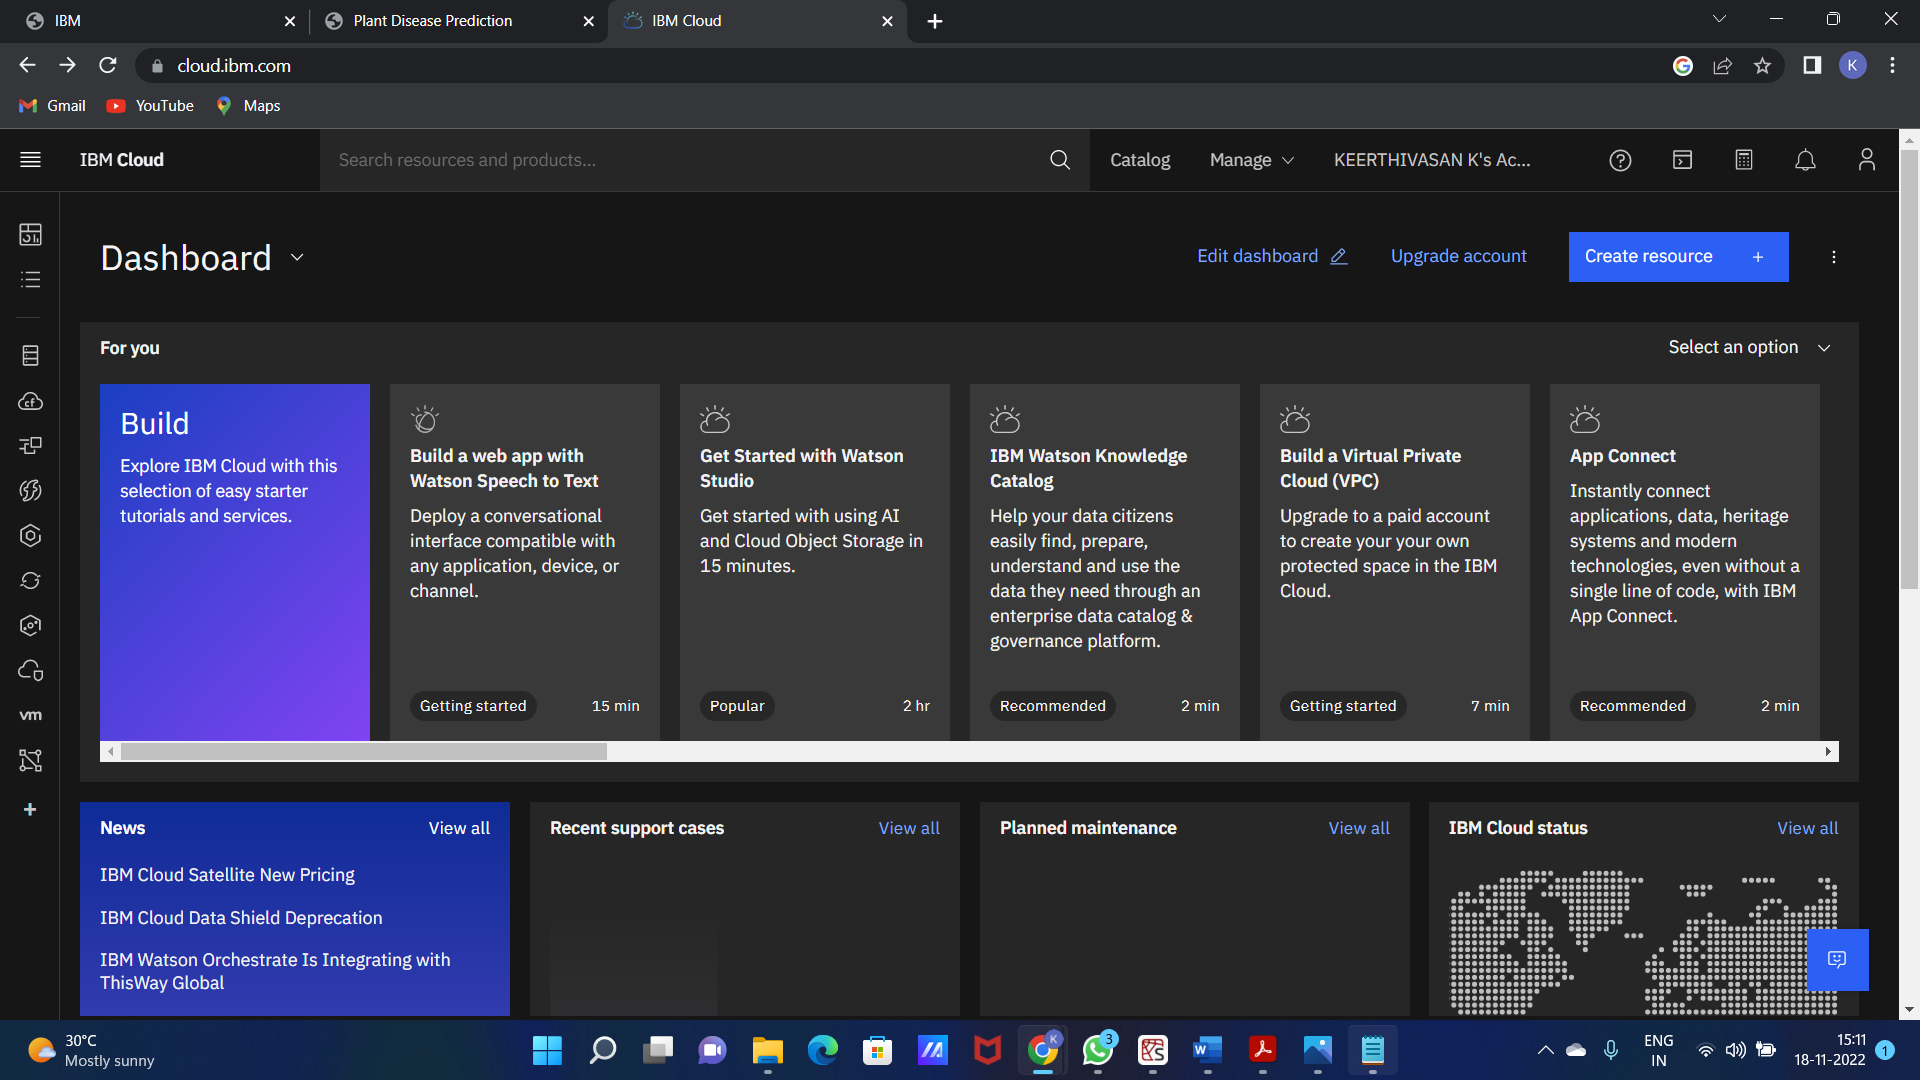 IBM
Plant Disease Prediction
IBM Cloud
cloud.ibm.com
K
Gmail
YouTube
Maps
IBM Cloud
Search resources and products...
Catalog
Manage
KEERTHIVASAN K's Ac...
Dashboard
Edit dashboard
Upgrade account
Create resource +
For you
Select an option
Build
Explore IBM Cloud with this
selection of easy starter
tutorials and services.
Build a web app with
Watson Speech to Text
Deploy a conversational
interface compatible with
any application, device, or
channel.
Getting started 15 min
Get Started with Watson
Studio
Get started with using AI
and Cloud Object Storage in
15 minutes.
Popular 2 hr
IBM Watson Knowledge
Catalog
Help your data citizens
easily find, prepare,
understand and use the
data they need through an
enterprise data catalog &
governance platform.
Recommended 2 min
Build a Virtual Private
Cloud (VPC)
Upgrade to a paid account
to create your your own
protected space in the IBM
Cloud.
Getting started 7 min
App Connect
Instantly connect
applications, data, heritage
systems and modern
technologies, even without a
single line of code, with IBM
App Connect.
Recommended 2 min
cf
vm
News View all
IBM Cloud Satellite New Pricing
IBM Cloud Data Shield Deprecation
IBM Watson Orchestrate Is Integrating with
ThisWay Global
Recent support cases View all
Planned maintenance View all
IBM Cloud status View all
30°C
Mostly sunny
K
3
W
ENG
IN
15:11
18-11-2022
1